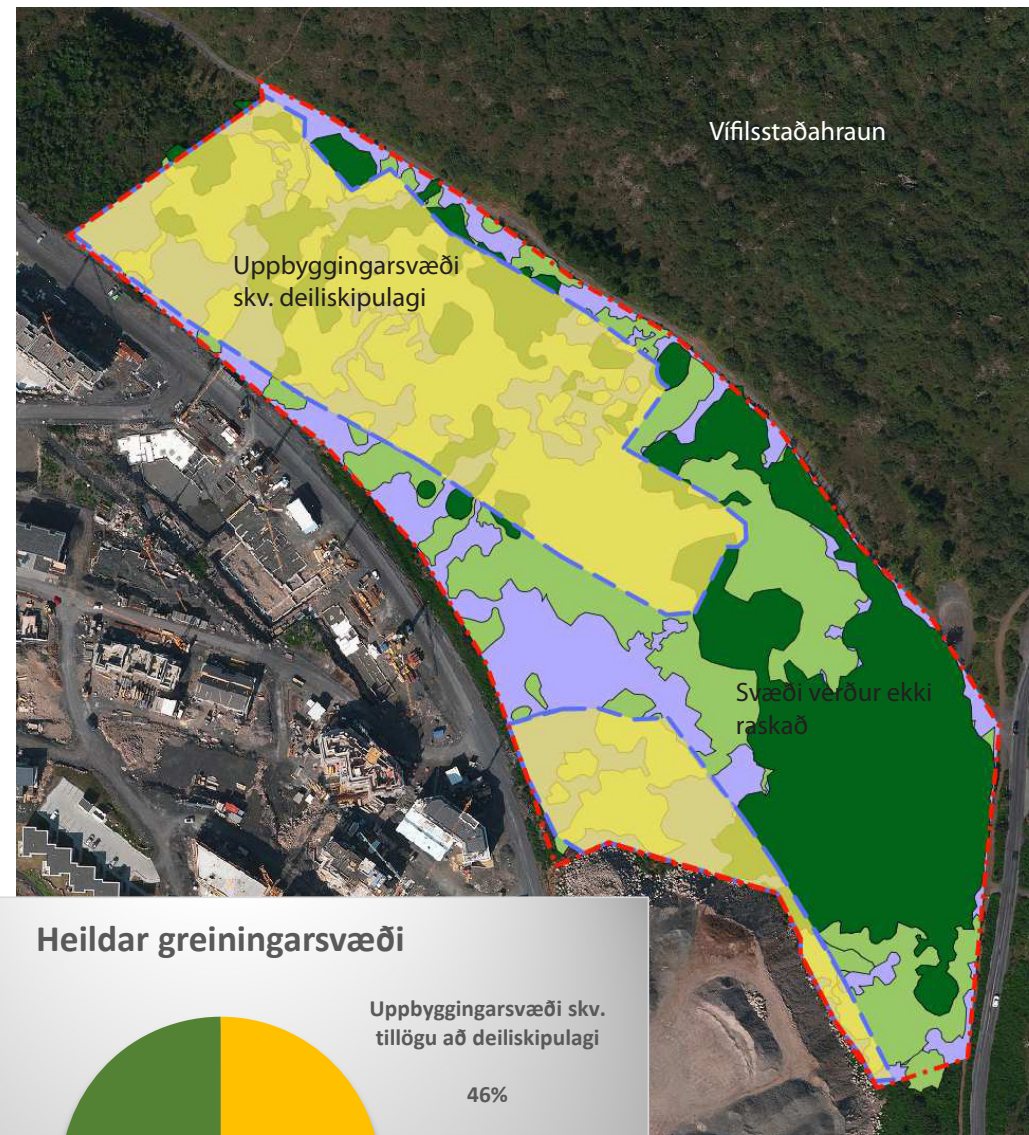 Vífilsstaðahraun
Uppbyggingarsvæði
skv. deiliskipulagi
Svæði verður ekki
raskað
Heildar greiningarsvæði
Uppbyggingarsvæði skv.
tillögu að deiliskipulagi
46%